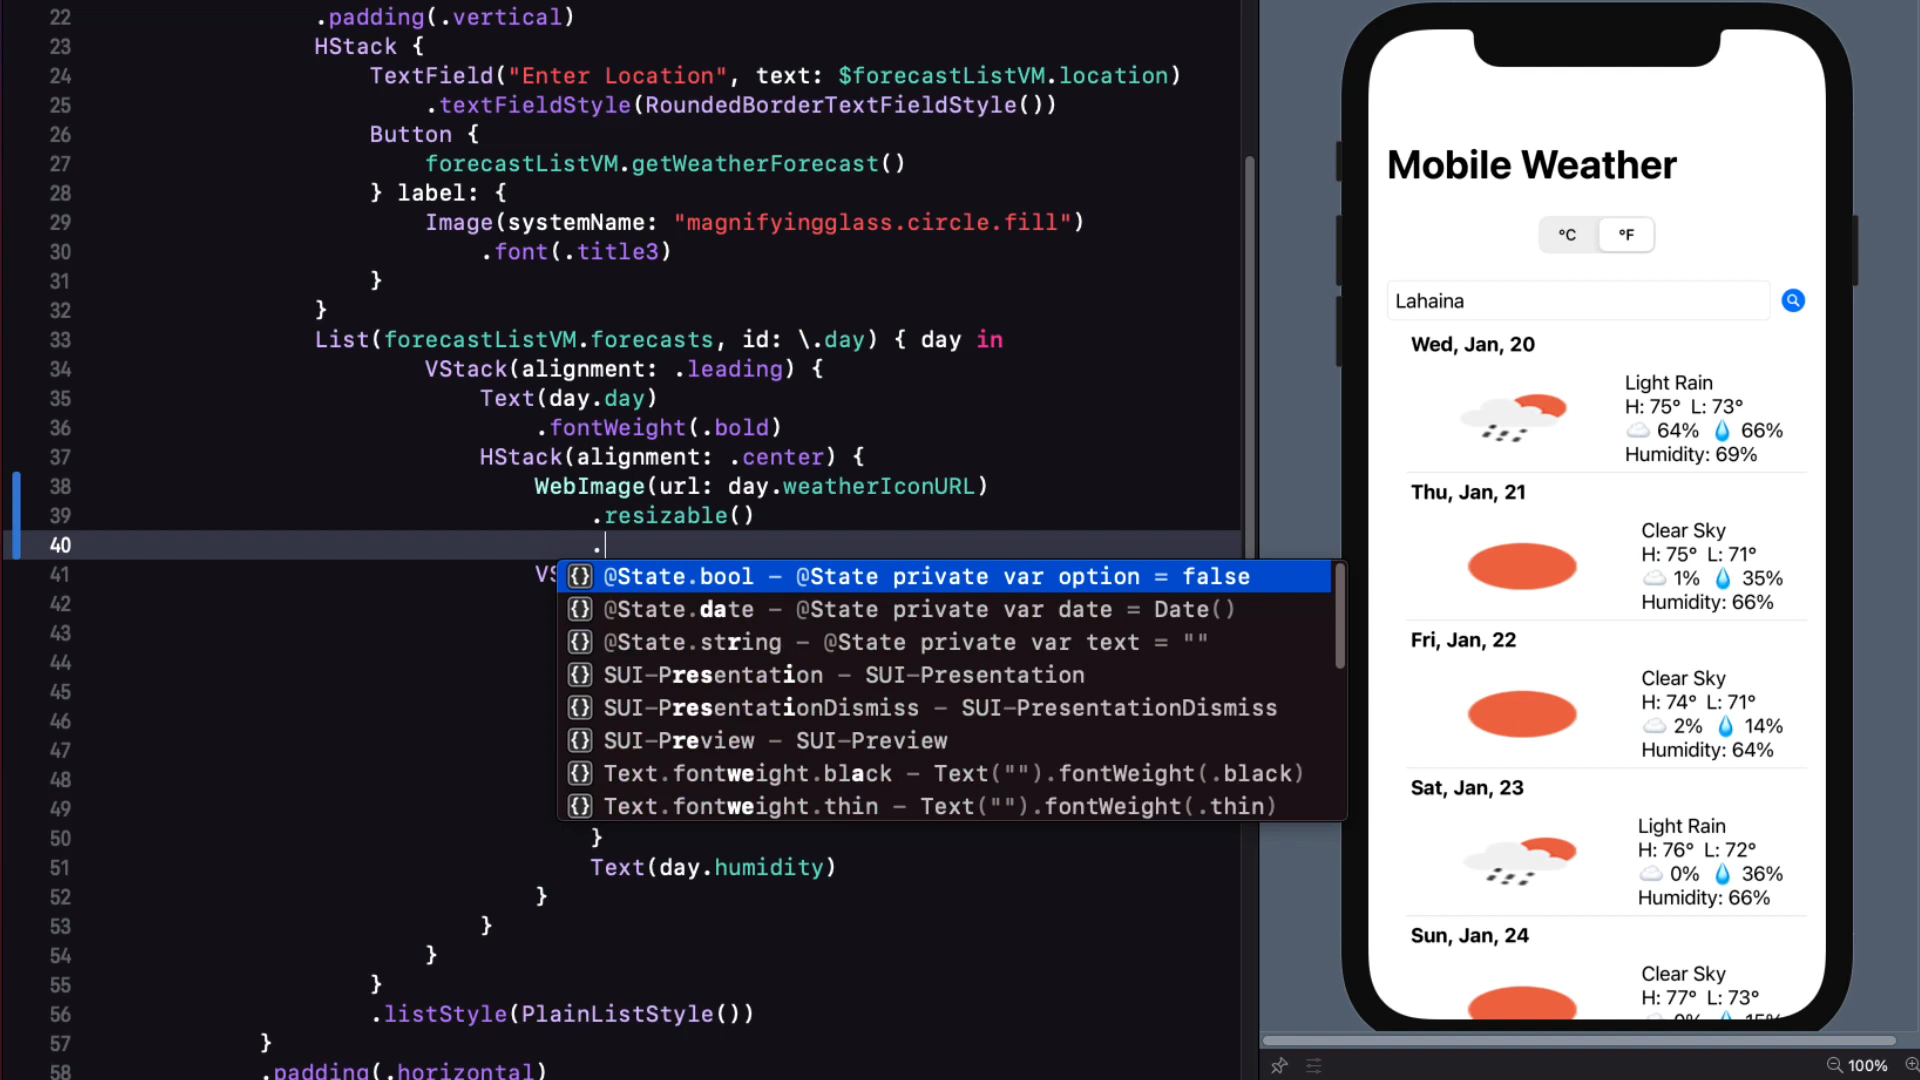 22 .padding(.vertical)
23 HStack {
24 TextField("Enter Location", text: $forecastListVM.location)
25 .textFieldStyle(RoundedBorderTextFieldStyle())
26 Button {
27 forecastListVM.getWeatherForecast()
28 } label: {
29 Image(systemName: "magnifyingglass.circle.fill")
30 .font(.title3)
31 }
32 }
33 List(forecastListVM.forecasts, id: \.day) { day in
34 VStack(alignment: .leading) {
35 Text(day.day)
36 .fontWeight(.bold)
37 HStack(alignment: .center) {
38 WebImage(url: day.weatherIconURL)
39 .resizable()
40 .
41 VS
{} @State.bool – @State private var option = false
42
{} @State.date – @State private var date = Date()
43
{} @State.string – @State private var text = ""
44
{} SUI-Presentation – SUI-Presentation
45
{} SUI-PresentationDismiss – SUI-PresentationDismiss
46
{} SUI-Preview – SUI-Preview
47
{} Text.fontweight.black – Text("").fontWeight(.black)
48
{} Text.fontweight.thin – Text("").fontWeight(.thin)
49
50 }
51 Text(day.humidity)
52 }
53 }
54 }
55 }
56 .listStyle(PlainListStyle())
57 }
58 .padding(.horizontal)
Mobile Weather
°C °F
Lahaina
Wed, Jan, 20
Light Rain
H: 75° L: 73°
64% 66%
Humidity: 69%
Thu, Jan, 21
Clear Sky
H: 75° L: 71°
1% 35%
Humidity: 66%
Fri, Jan, 22
Clear Sky
H: 74° L: 71°
2% 14%
Humidity: 64%
Sat, Jan, 23
Light Rain
H: 76° L: 72°
0% 36%
Humidity: 66%
Sun, Jan, 24
Clear Sky
H: 77° L: 73°
0% 15%
100%